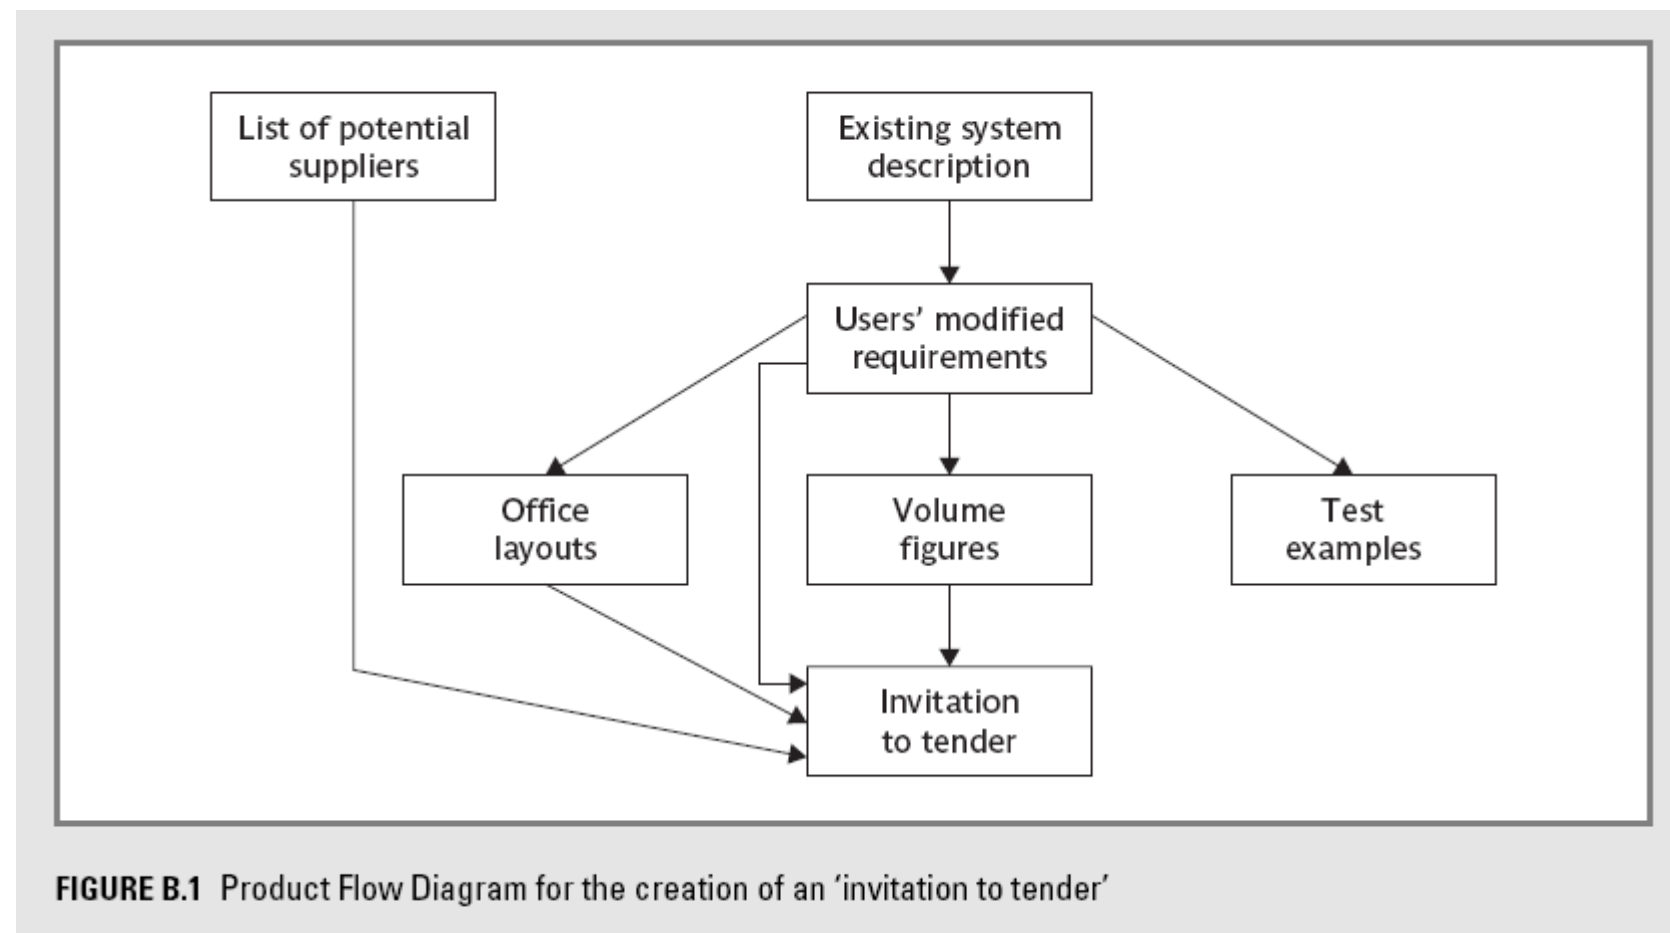 List of potential
suppliers
Existing system
description
Users’ modified
requirements
Office
layouts
Volume
figures
Test
examples
Invitation
to tender
FIGURE B.1 Product Flow Diagram for the creation of an ‘invitation to tender’